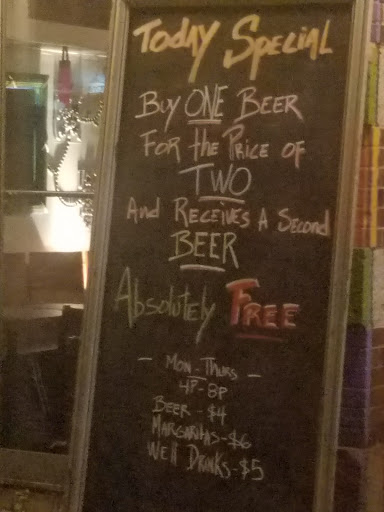 Today Special
Buy ONE Beer
For the Price of
TWO
And Receives A Second
BEER
Absolutely FREE
- Mon - Thurs -
4P-8P
Beer - $4
Margaritas - $6
Well Drinks - $5